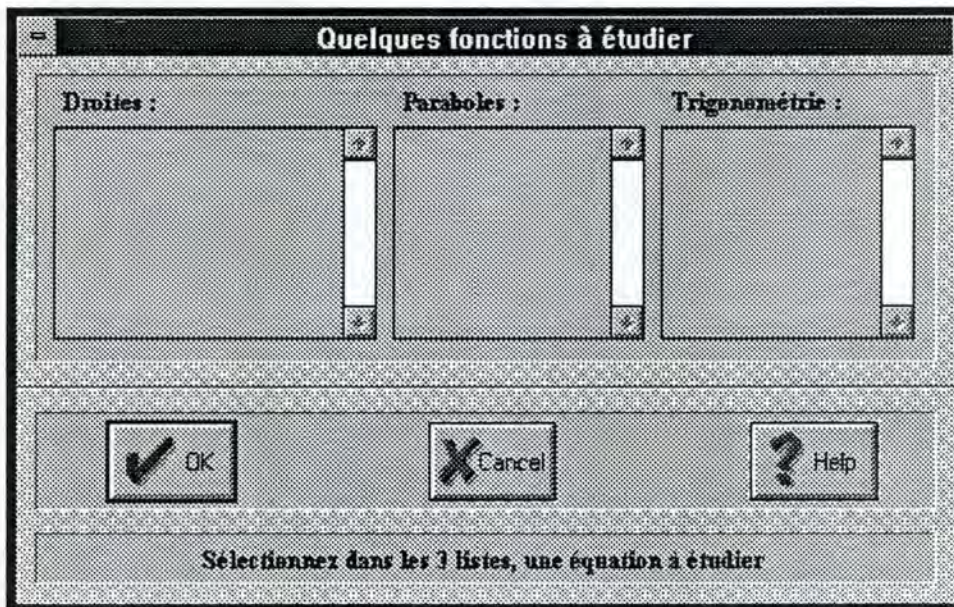 Quelques fonctions à étudier
Droites : Paraboles : Trigonométrie :
OK Cancel Help
Sélectionnez dans les 3 listes, une équation à étudier